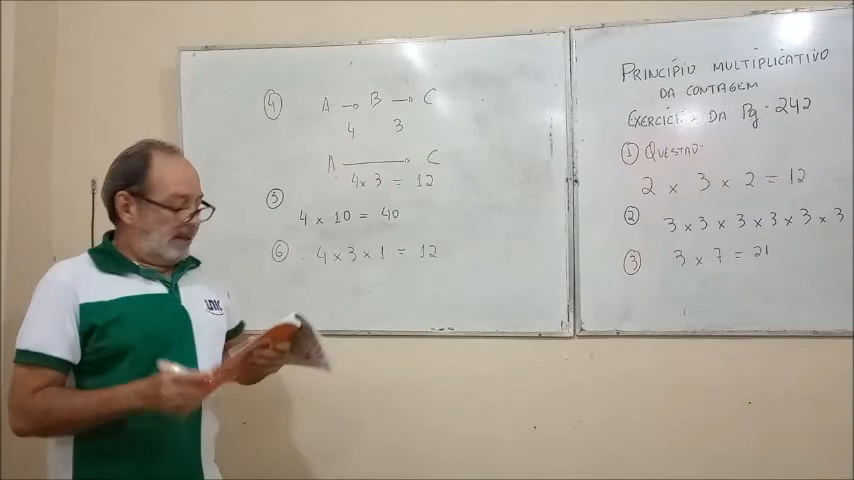 ④ A → B → C
4 3
A → C
4 x 3 = 12
⑤
4 x 10 = 40
⑥ 4 x 3 x 1 = 12
PRINCÍPIO MULTIPLICATIVO
DA CONTAGEM
EXERCÍCIOS DA Pg: 242
① QUESTÃO.
2 x 3 x 2 = 12
② 3 x 3 x 3 x 3 x 3 x 3
③ 3 x 7 = 21